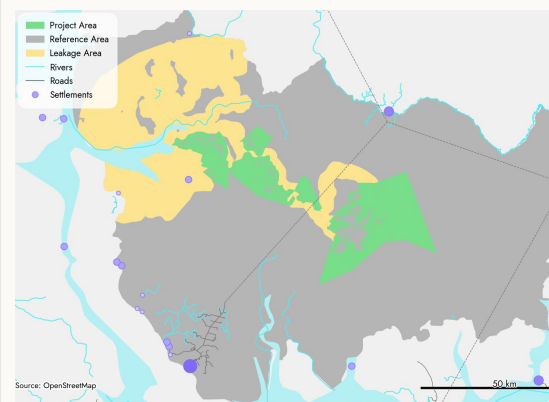 Project Area
Reference Area
Leakage Area
Rivers
Roads
Settlements
50 km
Source: OpenStreetMap